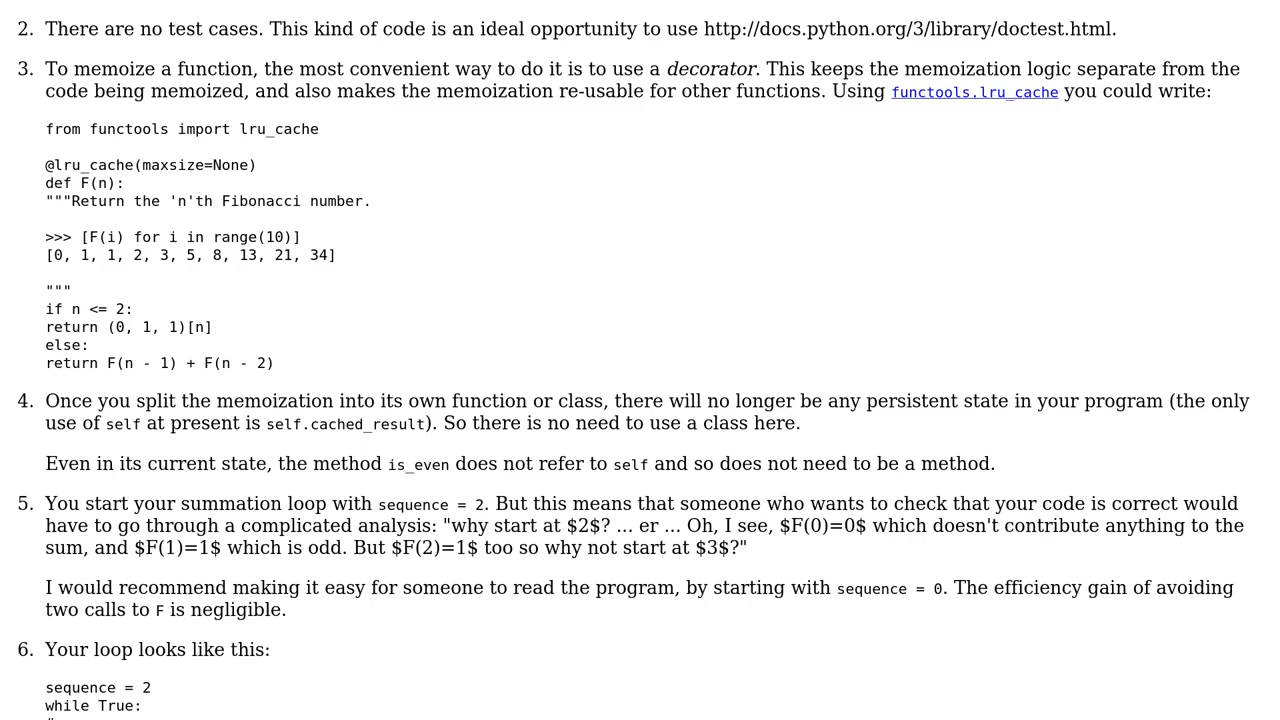 2. There are no test cases. This kind of code is an ideal opportunity to use http://docs.python.org/3/library/doctest.html.
3. To memoize a function, the most convenient way to do it is to use a decorator. This keeps the memoization logic separate from the
code being memoized, and also makes the memoization re-usable for other functions. Using functools.lru_cache you could write:
from functools import lru_cache
@lru_cache(maxsize=None)
def F(n):
"""Return the 'n'th Fibonacci number.
>>> [F(i) for i in range(10)]
[0, 1, 1, 2, 3, 5, 8, 13, 21, 34]
"""
if n <= 2:
return (0, 1, 1)[n]
else:
return F(n - 1) + F(n - 2)
4. Once you split the memoization into its own function or class, there will no longer be any persistent state in your program (the only
use of self at present is self.cached_result). So there is no need to use a class here.
Even in its current state, the method is_even does not refer to self and so does not need to be a method.
5. You start your summation loop with sequence = 2. But this means that someone who wants to check that your code is correct would
have to go through a complicated analysis: "why start at $2$? ... er ... Oh, I see, $F(0)=0$ which doesn't contribute anything to the
sum, and $F(1)=1$ which is odd. But $F(2)=1$ too so why not start at $3$?"
I would recommend making it easy for someone to read the program, by starting with sequence = 0. The efficiency gain of avoiding
two calls to F is negligible.
6. Your loop looks like this:
sequence = 2
while True: